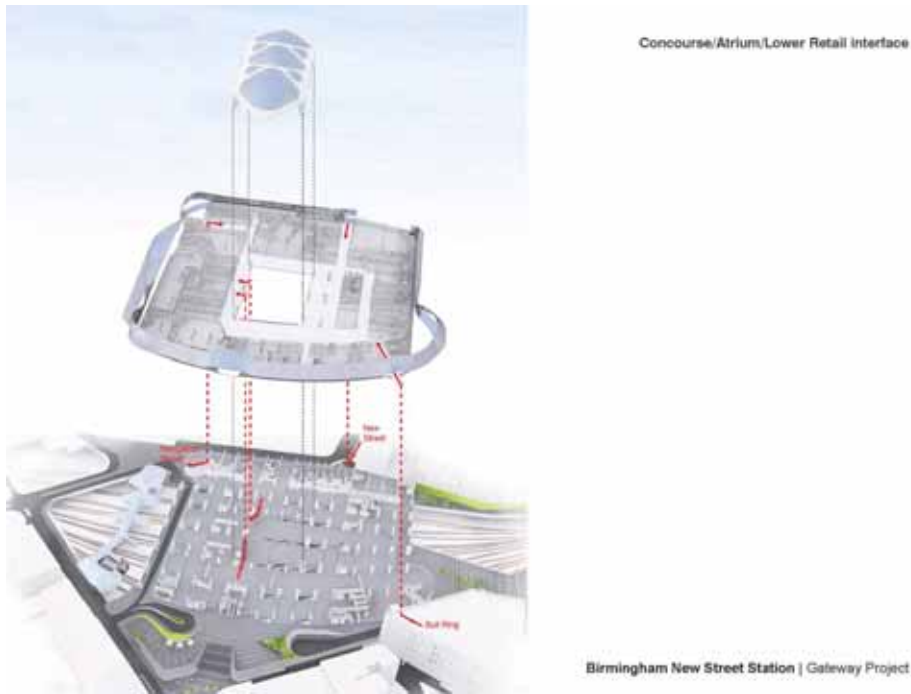 Concourse/Atrium/Lower Retail interface
New
Street
Bull Ring
Birmingham New Street Station | Gateway Project